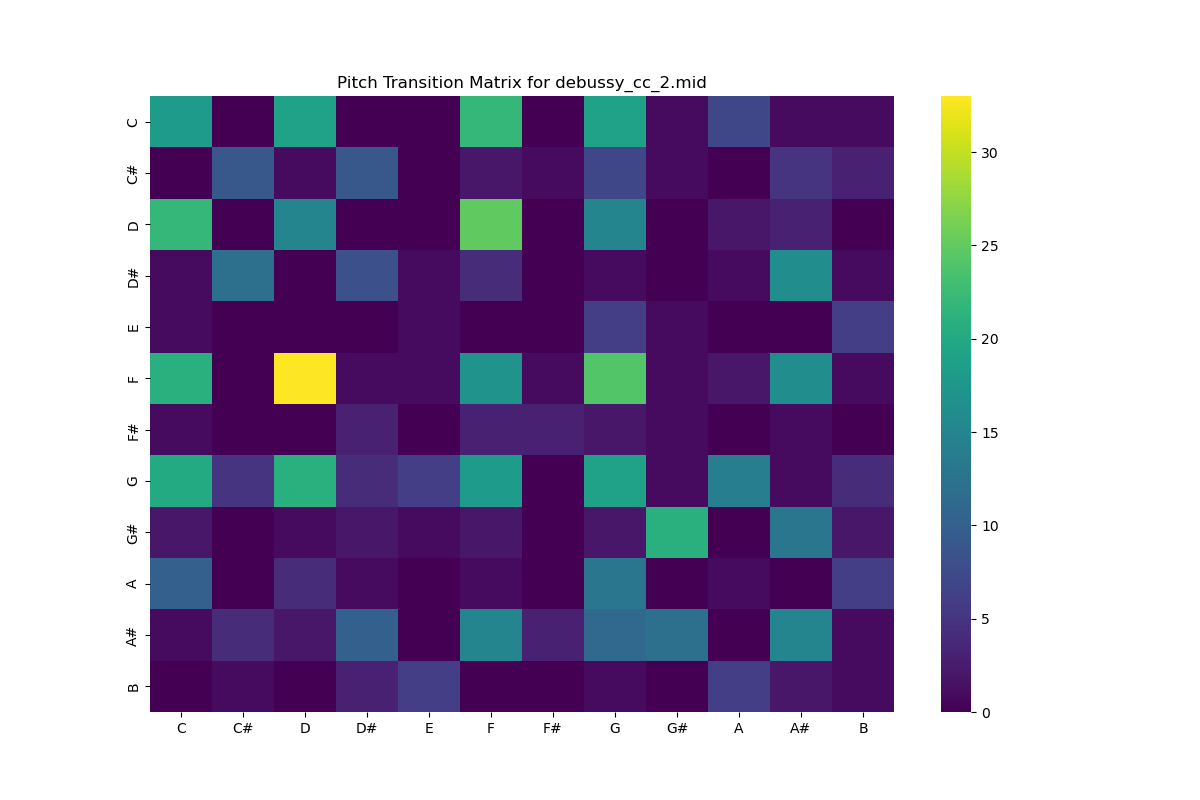 Pitch Transition Matrix for debussy_cc_2.mid
C
C#
D
D#
E
F
F#
G
G#
A
A#
B
C C# D D# E F F# G G# A A# B
30
25
20
15
10
5
0